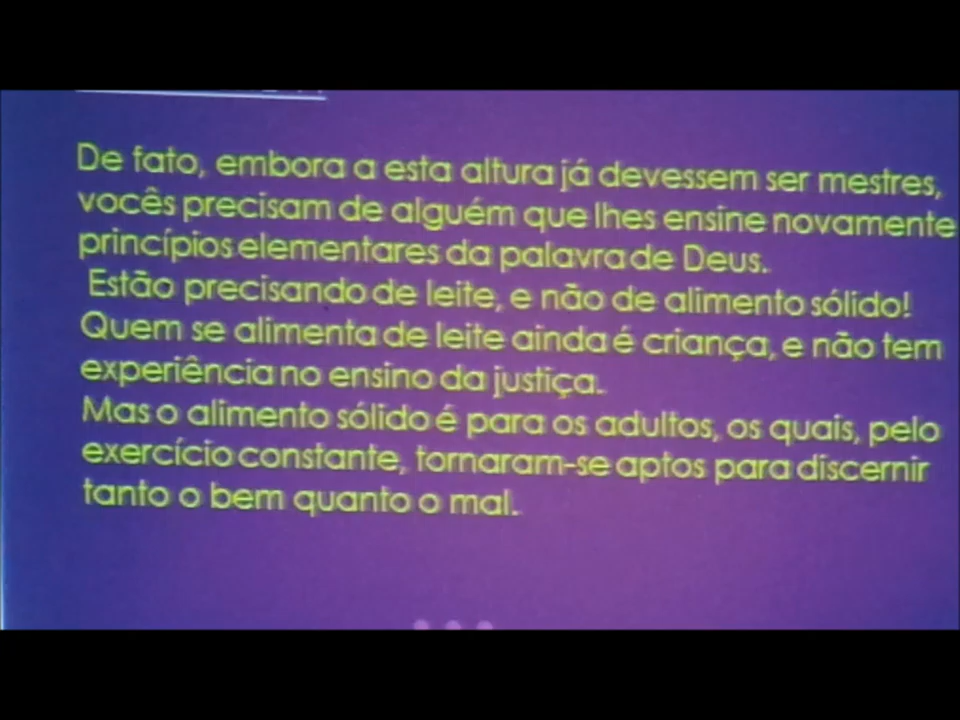 De fato, embora a esta altura já devessem ser mestres,
vocês precisam de alguém que lhes ensine novamente
princípios elementares da palavra de Deus.
Estão precisando de leite, e não de alimento sólido!
Quem se alimenta de leite ainda é criança, e não tem
experiência no ensino da justiça.
Mas o alimento sólido é para os adultos, os quais, pelo
exercício constante, tornaram-se aptos para discernir
tanto o bem quanto o mal.